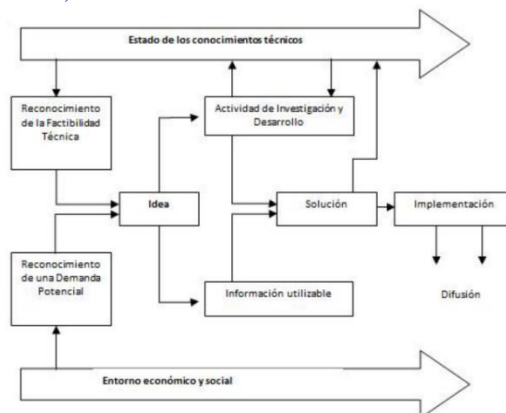 Estado de los conocimientos técnicos
Reconocimiento
de la Factibilidad
Técnica
Actividad de Investigación y
Desarrollo
Idea
Solución
Implementación
Reconocimiento
de una Demanda
Potencial
Información utilizable
Difusión
Entorno económico y social